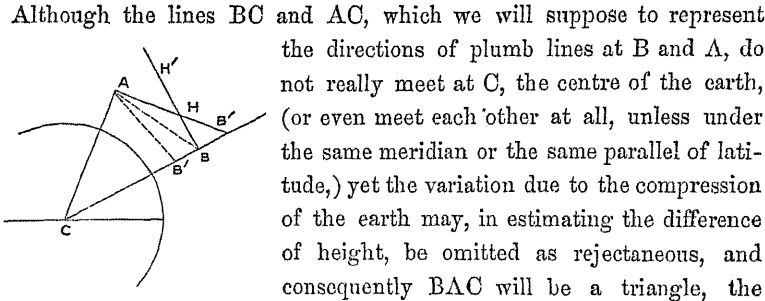 Although the lines BC and AC, which we will suppose to represent
the directions of plumb lines at B and A, do
not really meet at C, the centre of the earth,
(or even meet each other at all, unless under
the same meridian or the same parallel of lati-
tude,) yet the variation due to the compression
of the earth may, in estimating the difference
of height, be omitted as rejectaneous, and
consequently BAC will be a triangle, the
H′
A
H
B′
B
B′
C